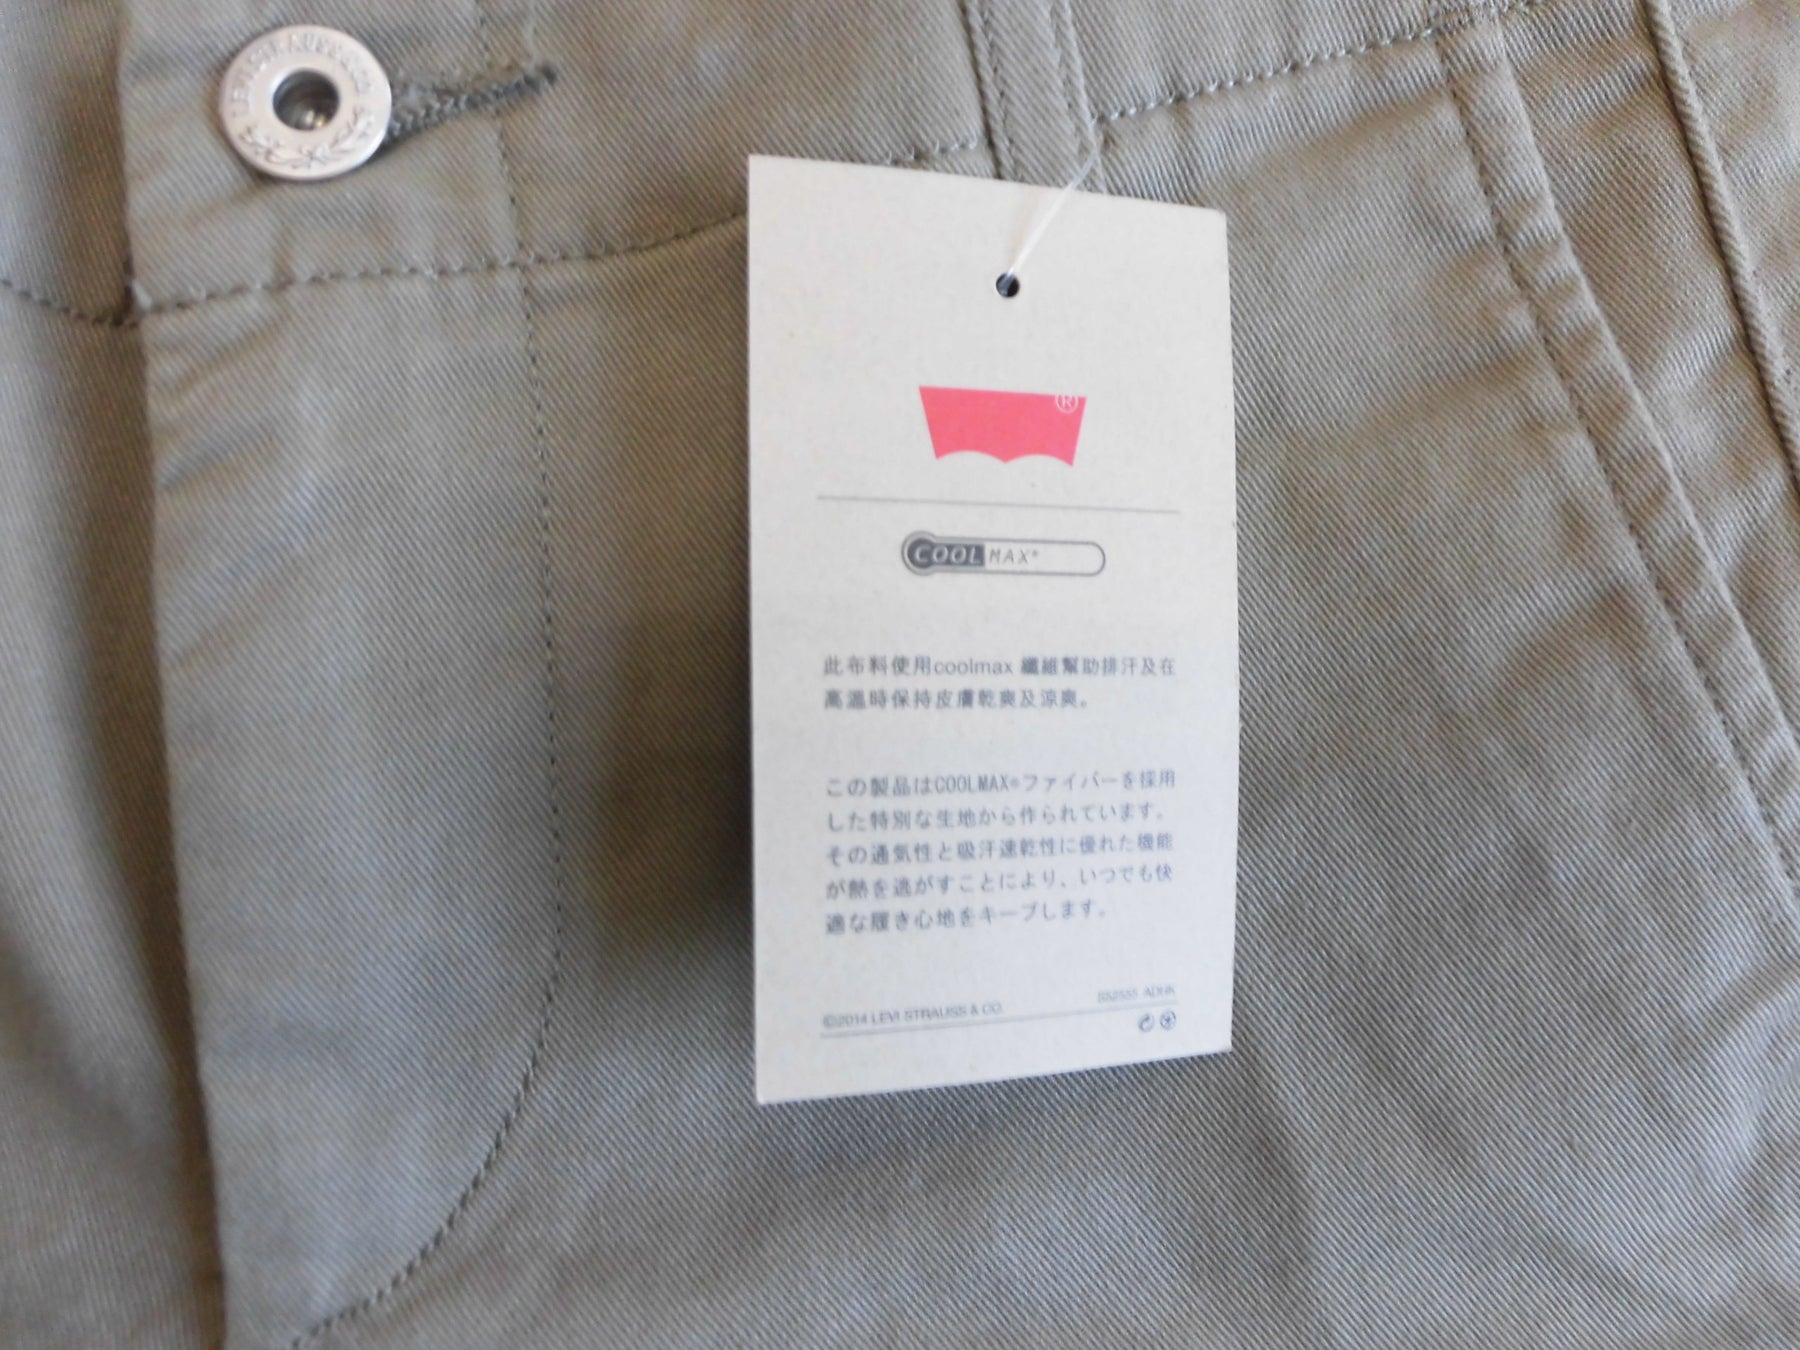 LEVI STRAUSS & CO.
®
COOLMAX®
此布料使用coolmax 纖維幫助排汗及在
高溫時保持皮膚乾爽及涼爽。
この製品はCOOLMAX®ファイバーを採用
した特別な生地から作られています。
その通気性と吸汗速乾性に優れた機能
が熱を逃がすことにより、いつでも快
適な履き心地をキープします。
©2014 LEVI STRAUSS & CO.